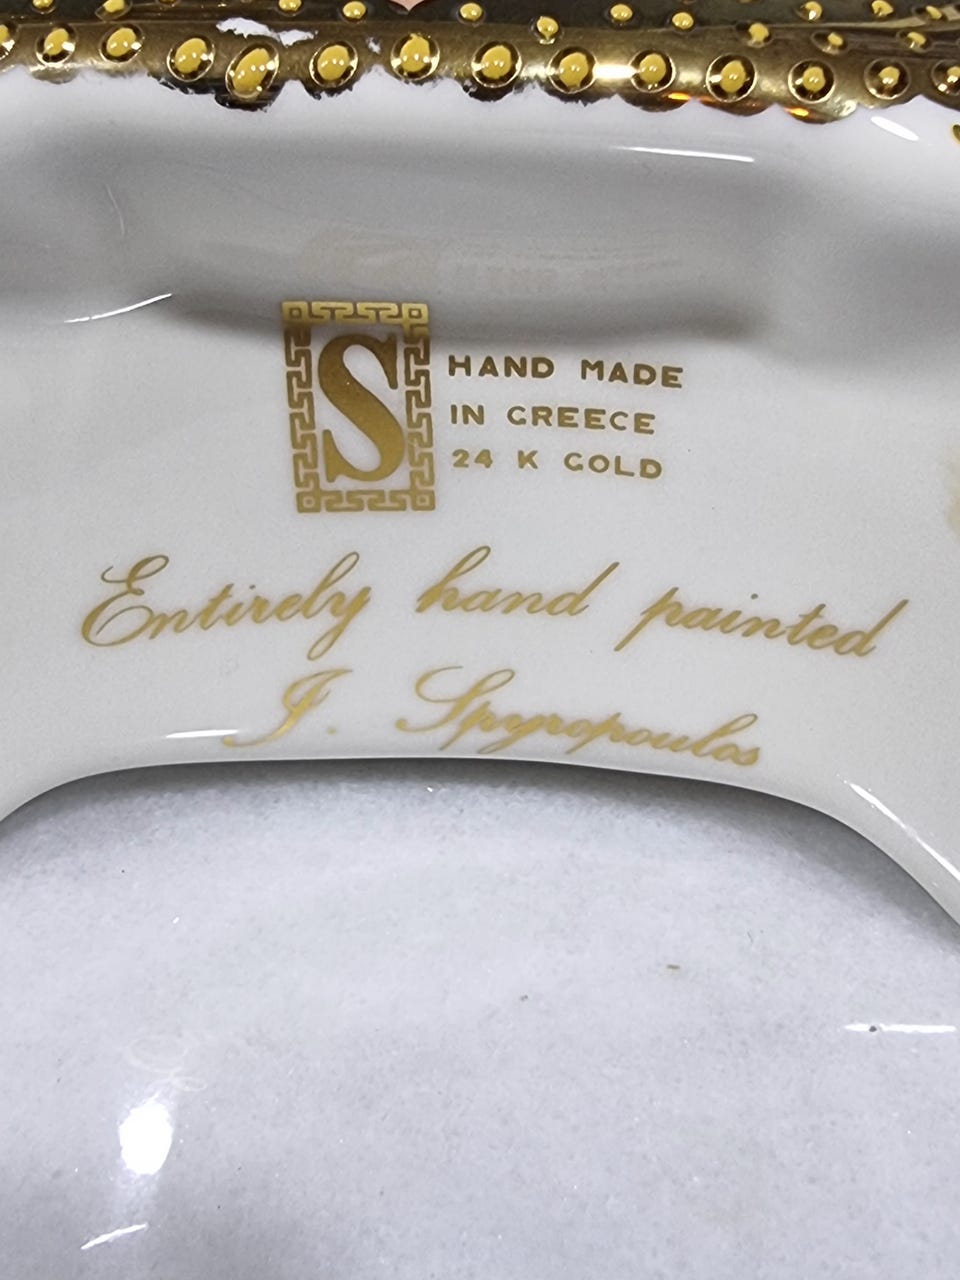 S
HAND MADE
IN GREECE
24 K GOLD
Entirely hand painted
J. Spyropoulos